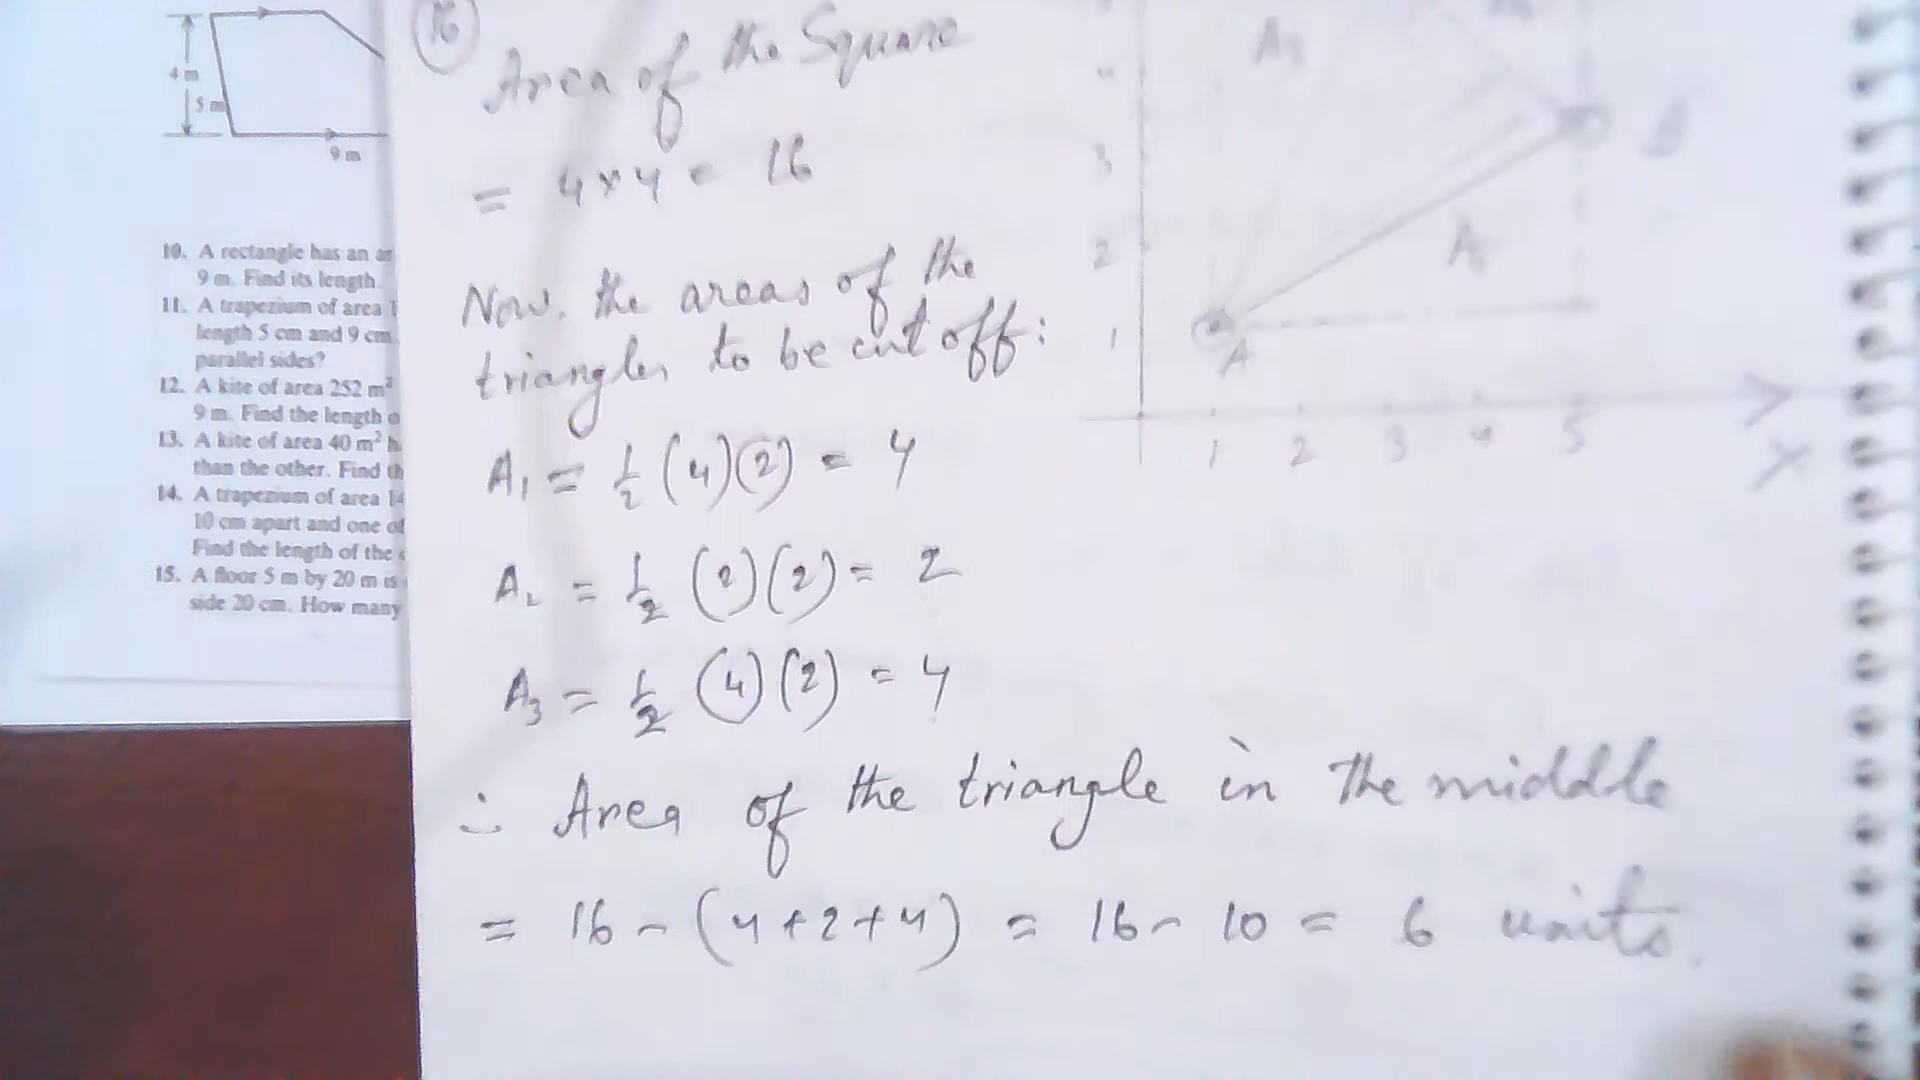 4 m
5 m
9 m
10. A rectangle has an ar
9 m. Find its length.
11. A trapezium of area 1
length 5 cm and 9 cm
parallel sides?
12. A kite of area 252 m²
9 m. Find the length o
13. A kite of area 40 m² h
than the other. Find th
14. A trapezium of area 14
10 cm apart and one of
Find the length of the
15. A floor 5 m by 20 m is
side 20 cm. How many
16
Area of the Square
= 4 × 4 = 16
Now, the areas of the
triangles to be cut off:
A₁ = 1/2 (4)(2) = 4
A₂ = 1/2 (2)(2) = 2
A₃ = 1/2 (4)(2) = 4
∴ Area of the triangle in the middle
= 16 - (4+2+4) = 16 - 10 = 6 units.
A₃
4
3
B
2
A₁
1
A
1 2 3 4 5
X